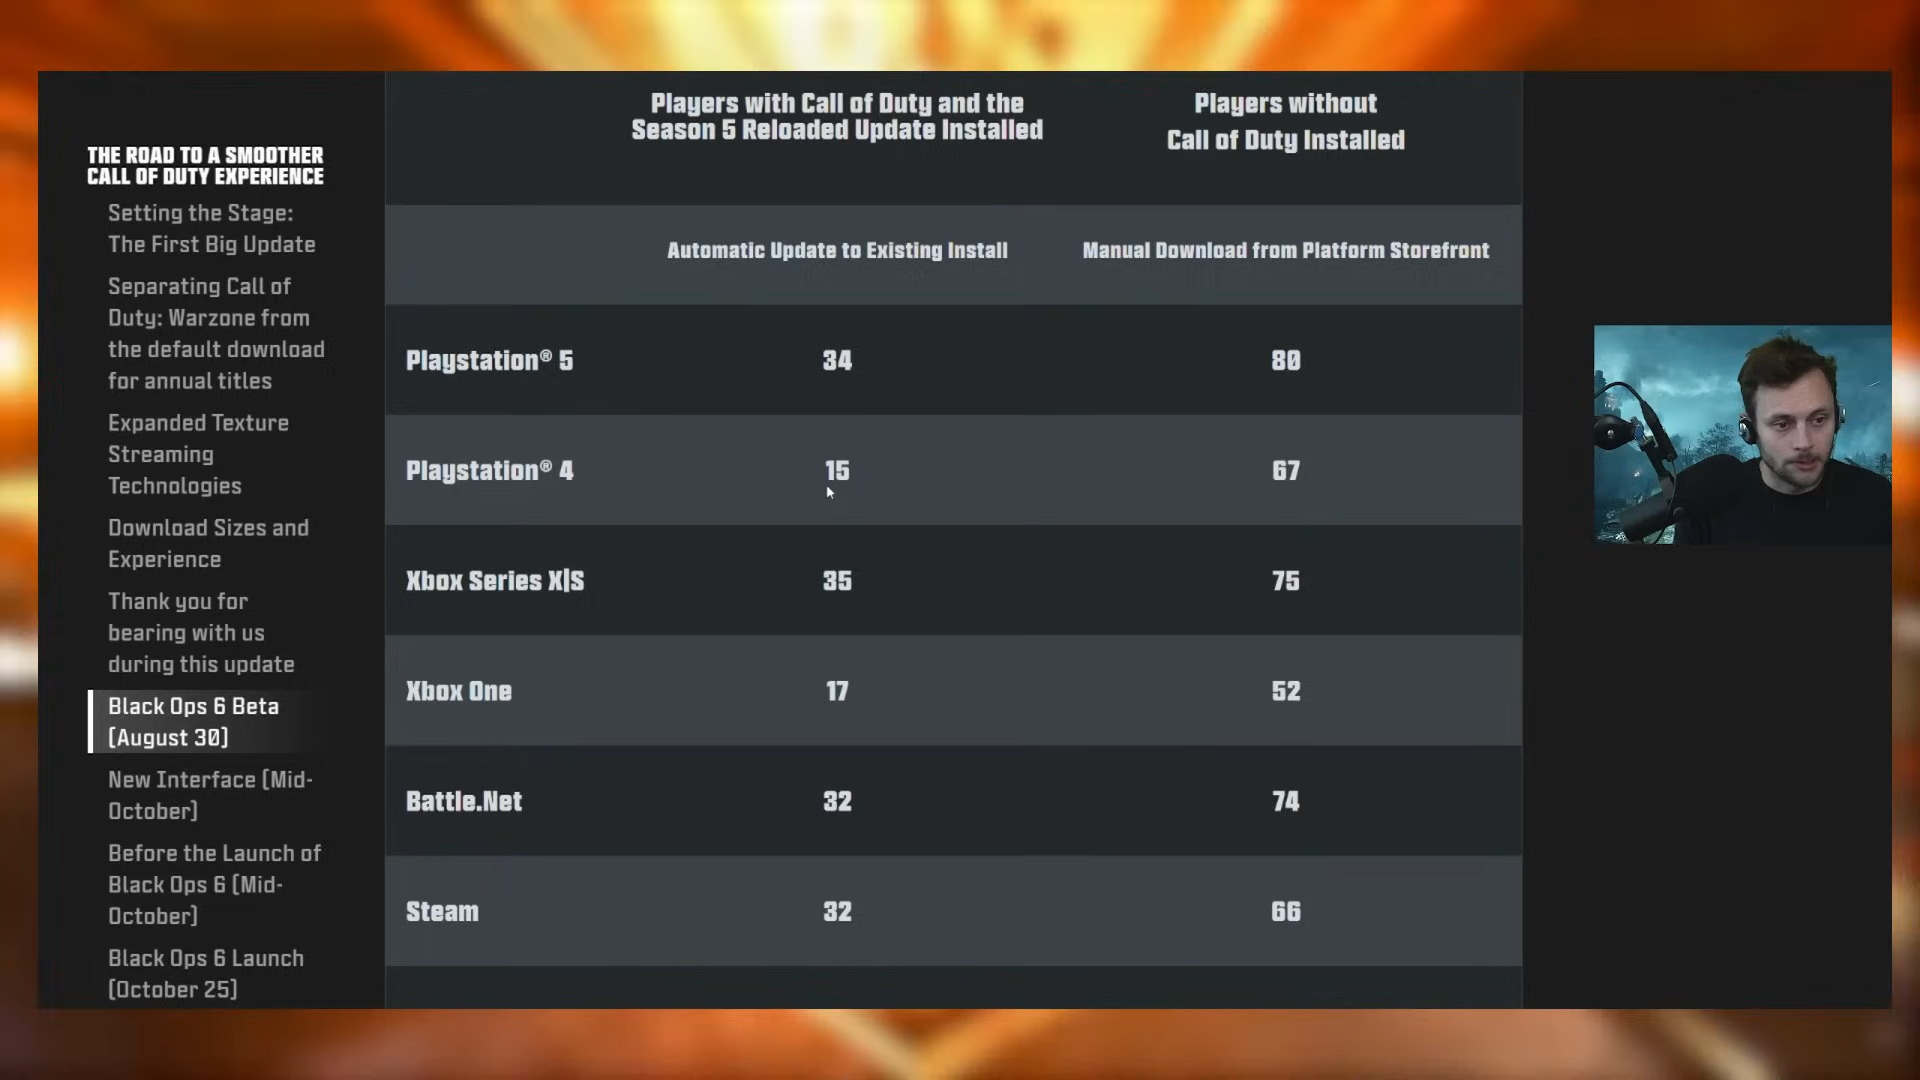 THE ROAD TO A SMOOTHER
CALL OF DUTY EXPERIENCE
Setting the Stage:
The First Big Update
Separating Call of
Duty: Warzone from
the default download
for annual titles
Expanded Texture
Streaming
Technologies
Download Sizes and
Experience
Thank you for
bearing with us
during this update
Black Ops 6 Beta
(August 30)
New Interface (Mid-
October)
Before the Launch of
Black Ops 6 (Mid-
October)
Black Ops 6 Launch
(October 25)
Players with Call of Duty and the
Season 5 Reloaded Update Installed
Players without
Call of Duty Installed
Automatic Update to Existing Install
Manual Download from Platform Storefront
Playstation® 5 34 80
Playstation® 4 15 67
Xbox Series X|S 35 75
Xbox One 17 52
Battle.Net 32 74
Steam 32 66